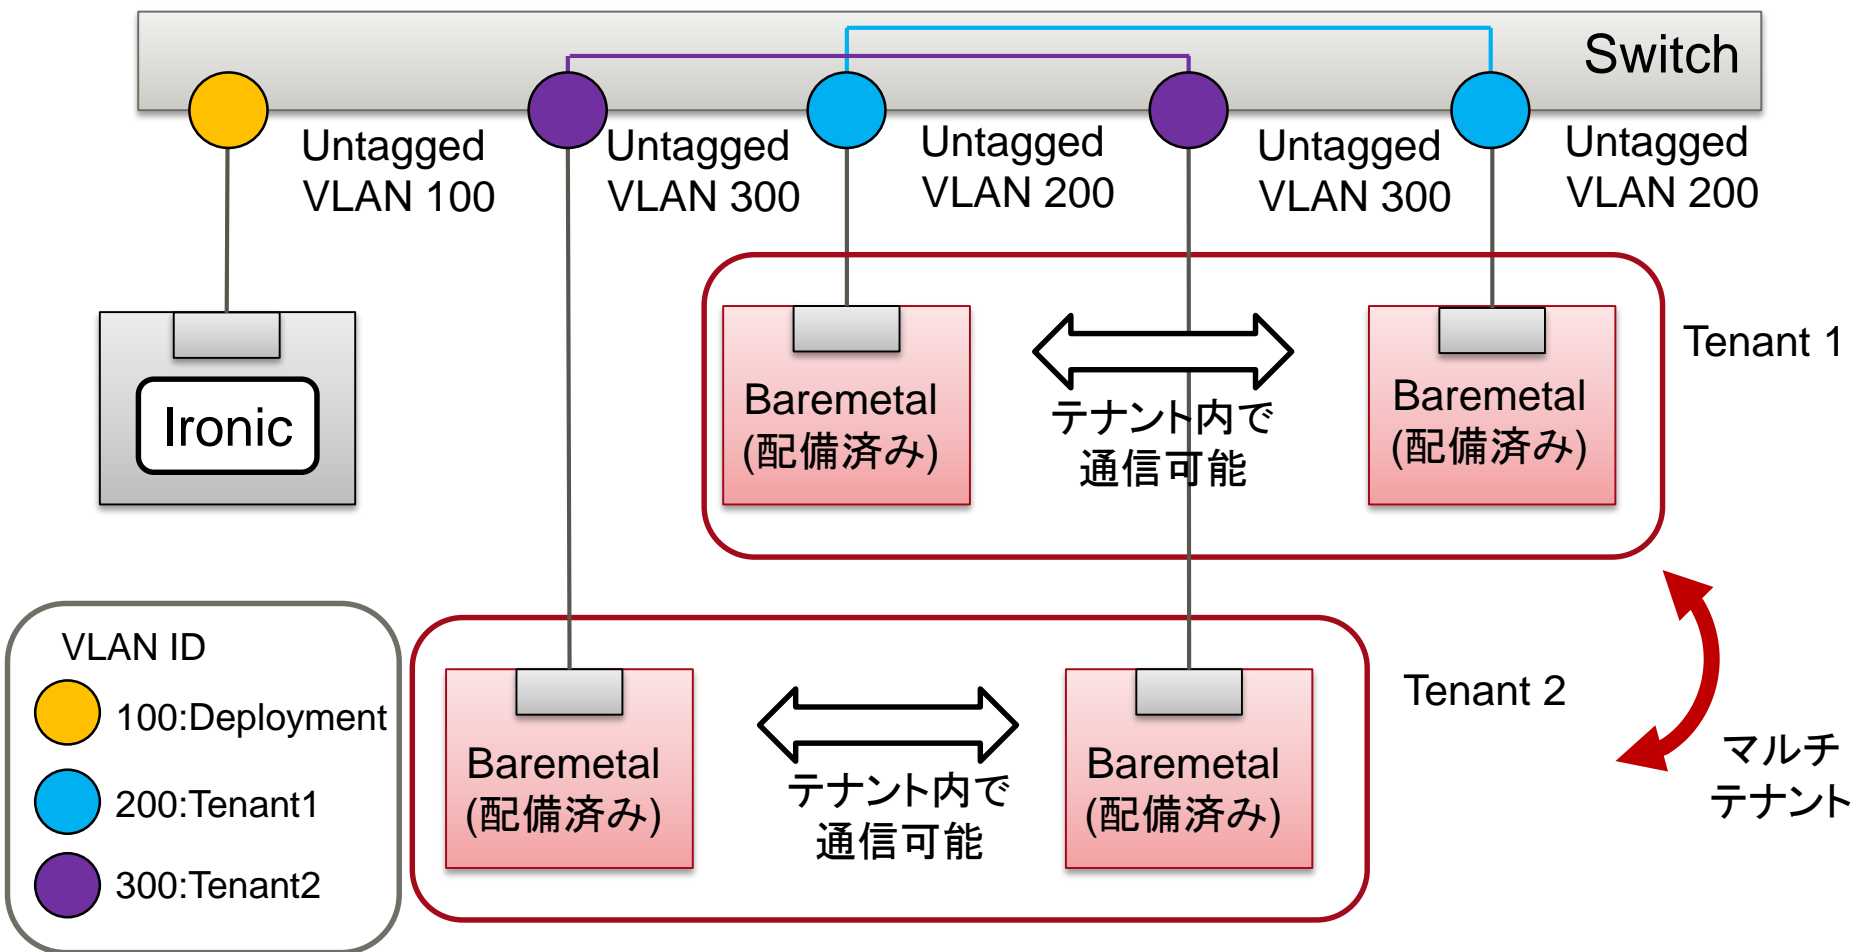 Switch
Untagged
VLAN 100
Untagged
VLAN 300
Untagged
VLAN 200
Untagged
VLAN 300
Untagged
VLAN 200
Ironic
Baremetal
(配備済み)
テナント内で
通信可能
Baremetal
(配備済み)
Tenant 1
VLAN ID
100:Deployment
200:Tenant1
300:Tenant2
Baremetal
(配備済み)
テナント内で
通信可能
Baremetal
(配備済み)
Tenant 2
マルチ
テナント